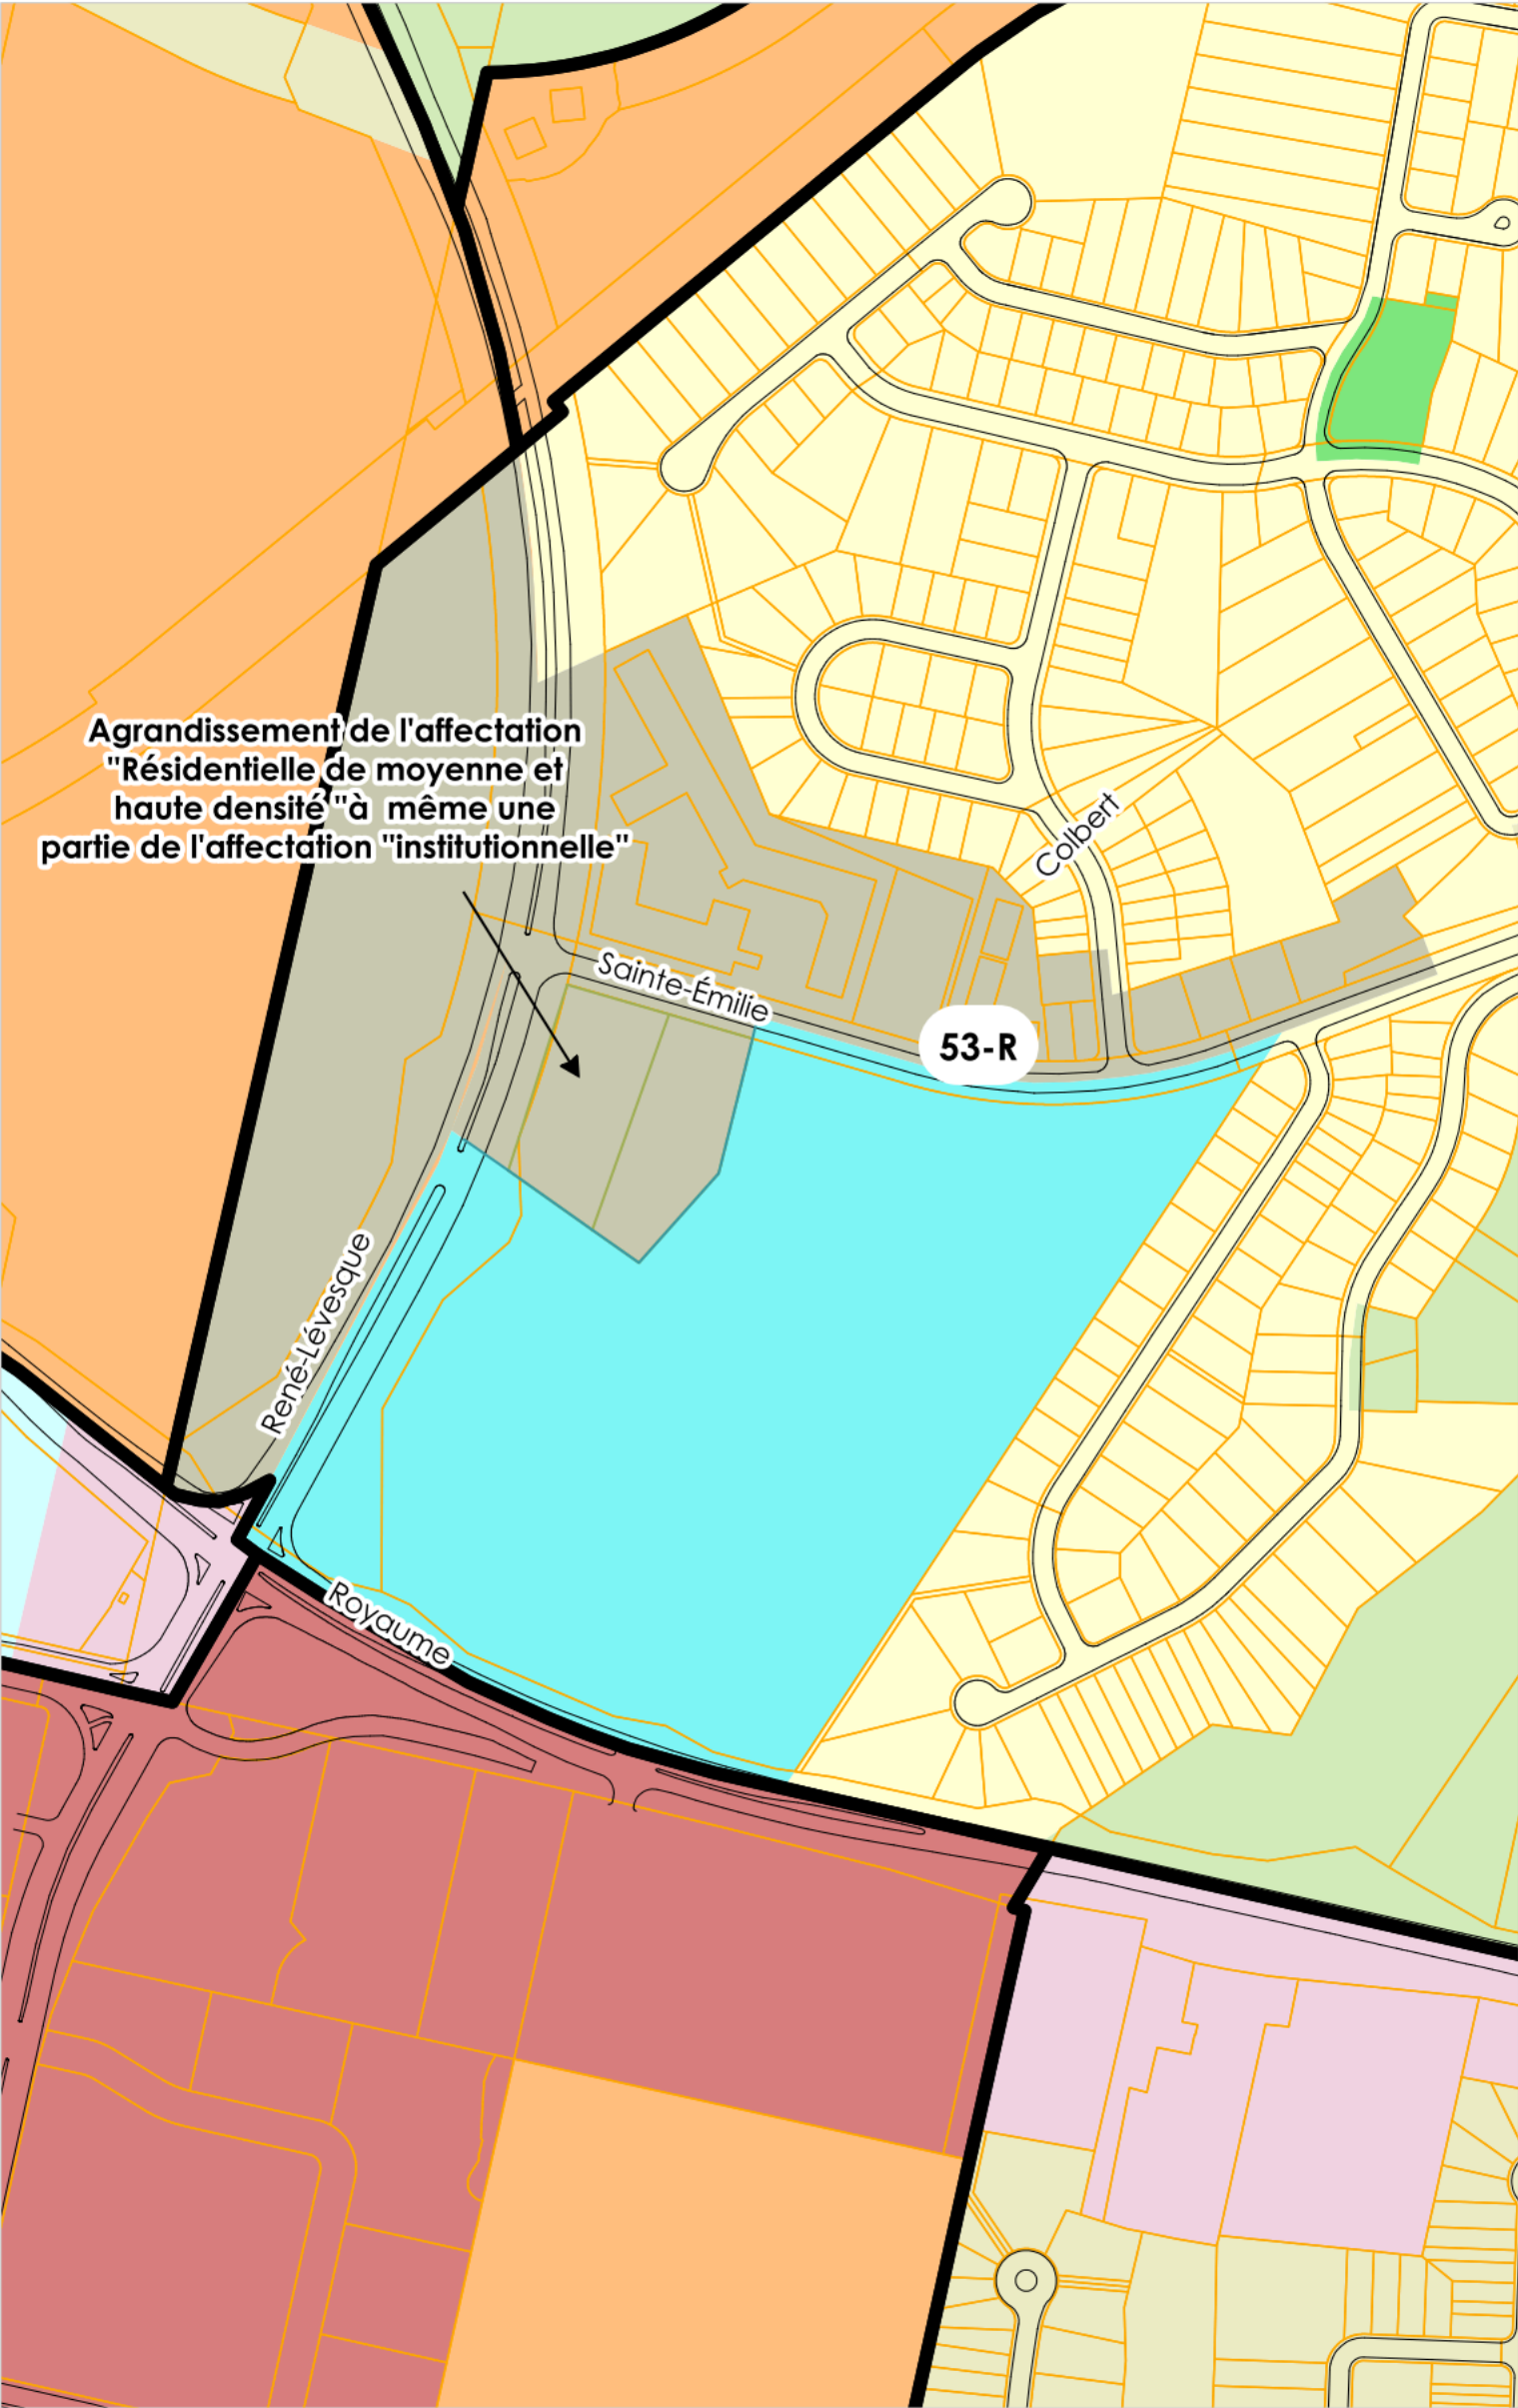 Agrandissement de l'affectation
"Résidentielle de moyenne et
haute densité "à même une
partie de l'affectation "institutionnelle"
Colbert
Sainte-Émilie
53-R
René-Lévesque
Royaume